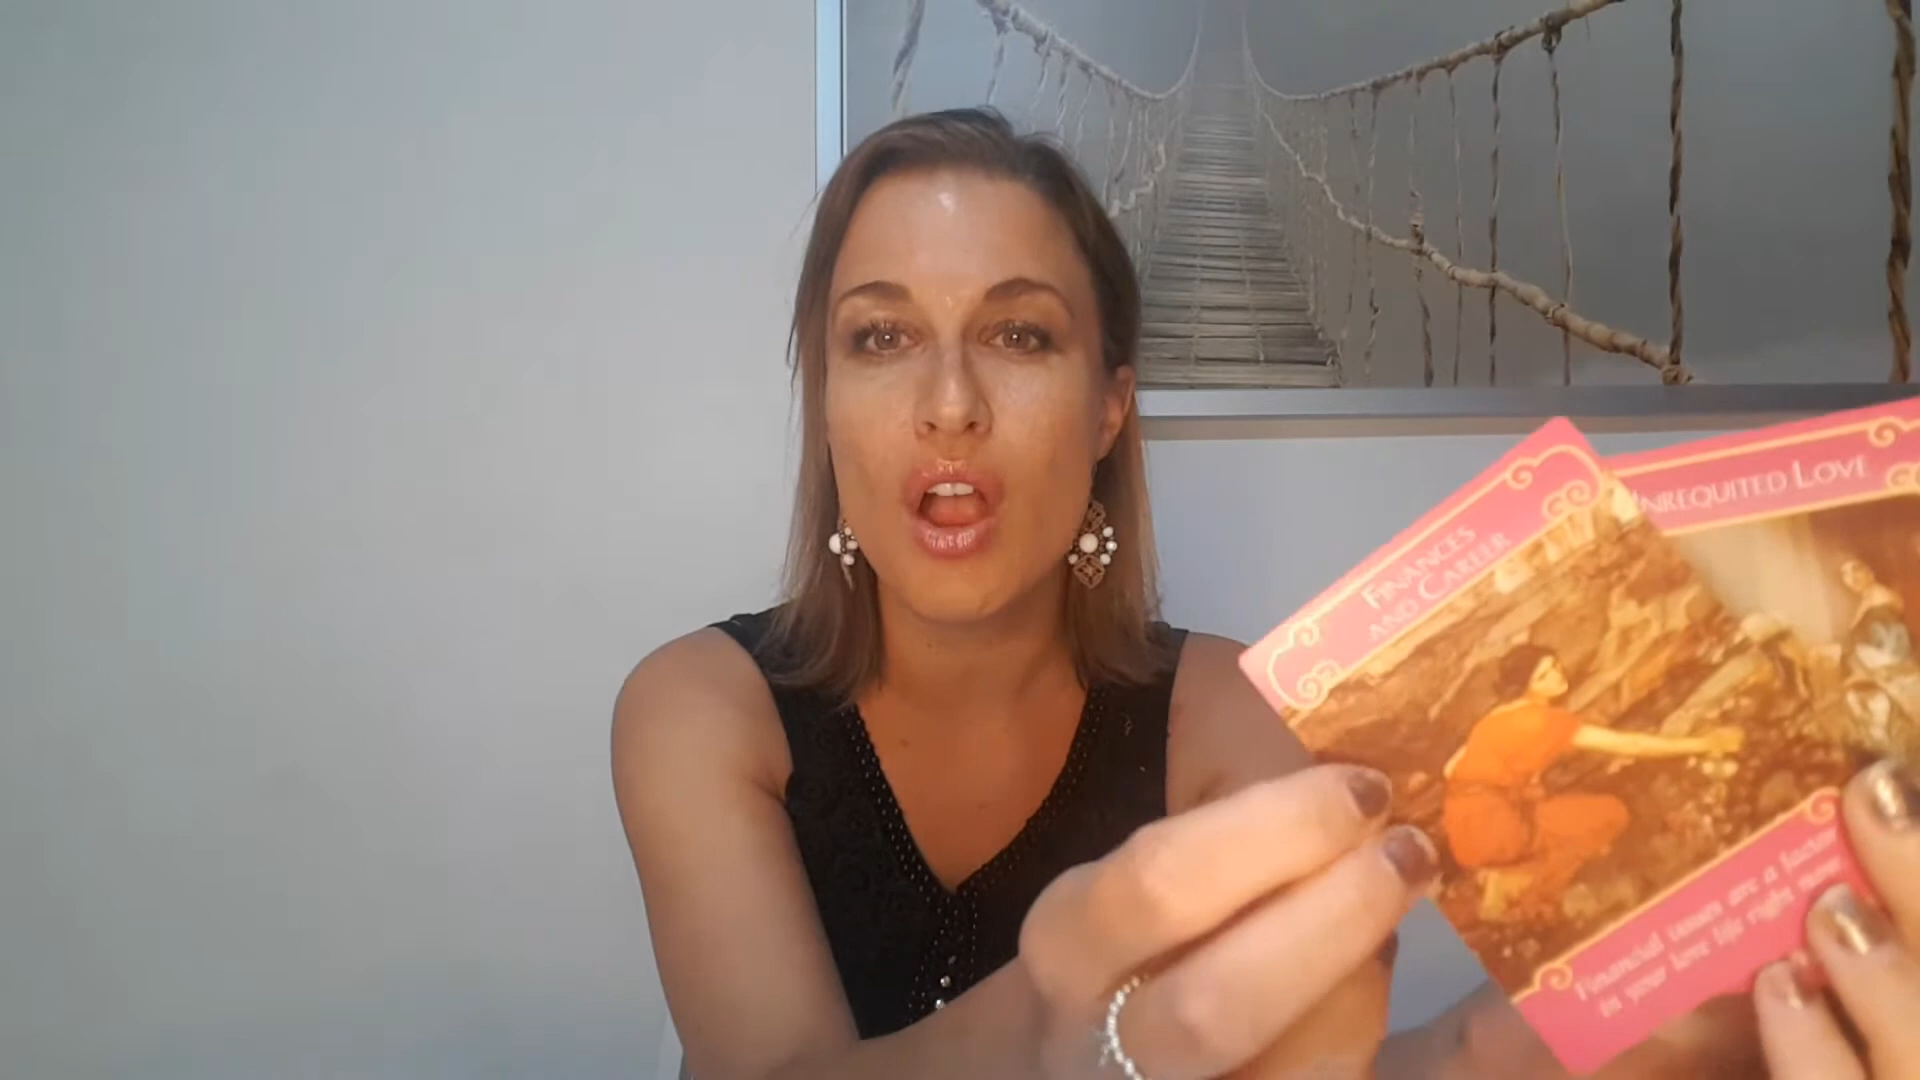 FINANCES
AND CAREER
UNREQUITED LOVE
Financial issues are a factor
in your love life right now